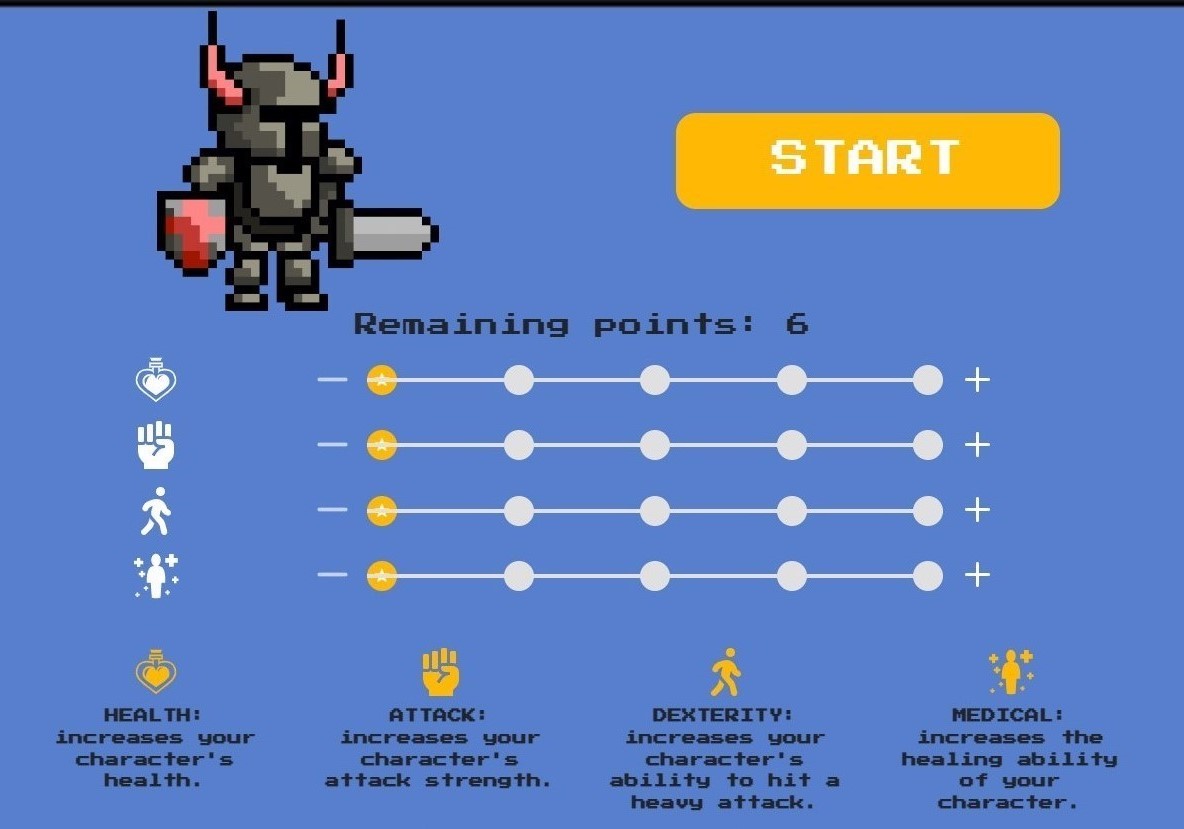 START
Remaining points: 6
HEALTH:
increases your
character's
health.
ATTACK:
increases your
character's
attack strength.
DEXTERITY:
increases your
character's
ability to hit a
heavy attack.
MEDICAL:
increases the
healing ability
of your
character.